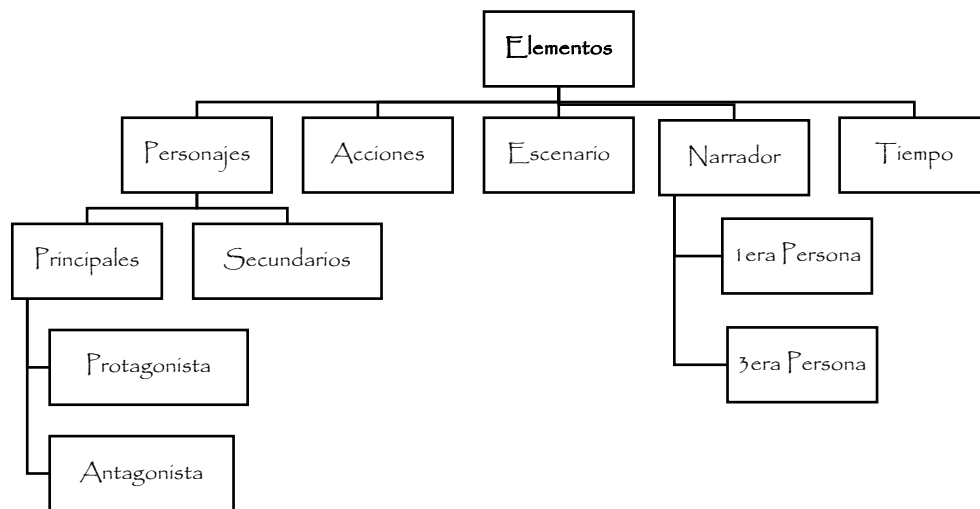 Elementos
Personajes
Acciones
Escenario
Narrador
Tiempo
Principales
Secundarios
1era Persona
Protagonista
3era Persona
Antagonista